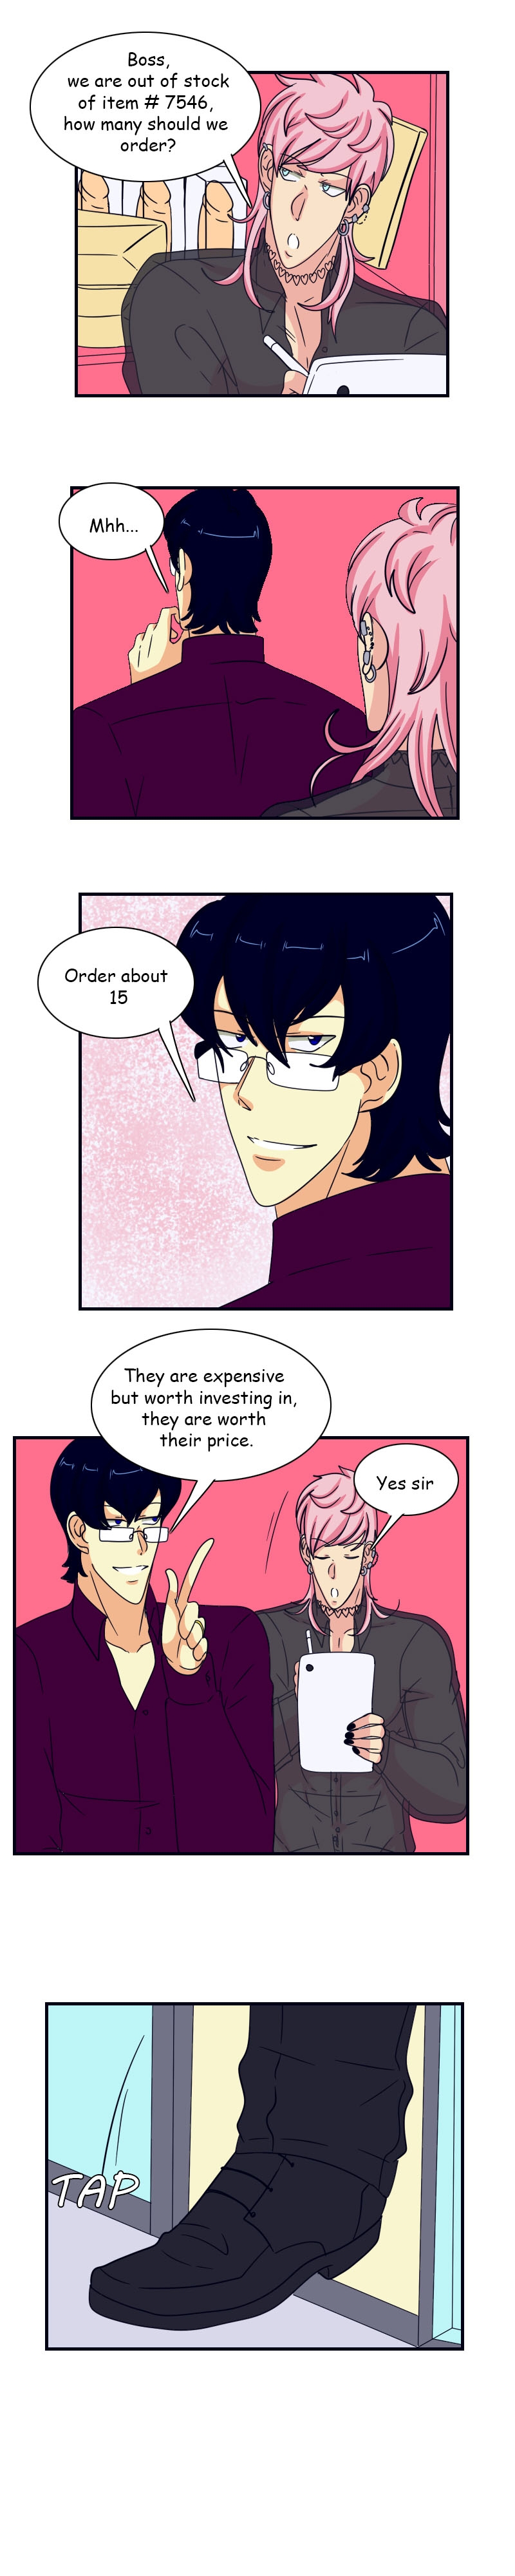 Boss,
we are out of stock
of item # 7546,
how many should we
order?
Mhh...
Order about
15
They are expensive
but worth investing in,
they are worth
their price.
Yes sir
TAP